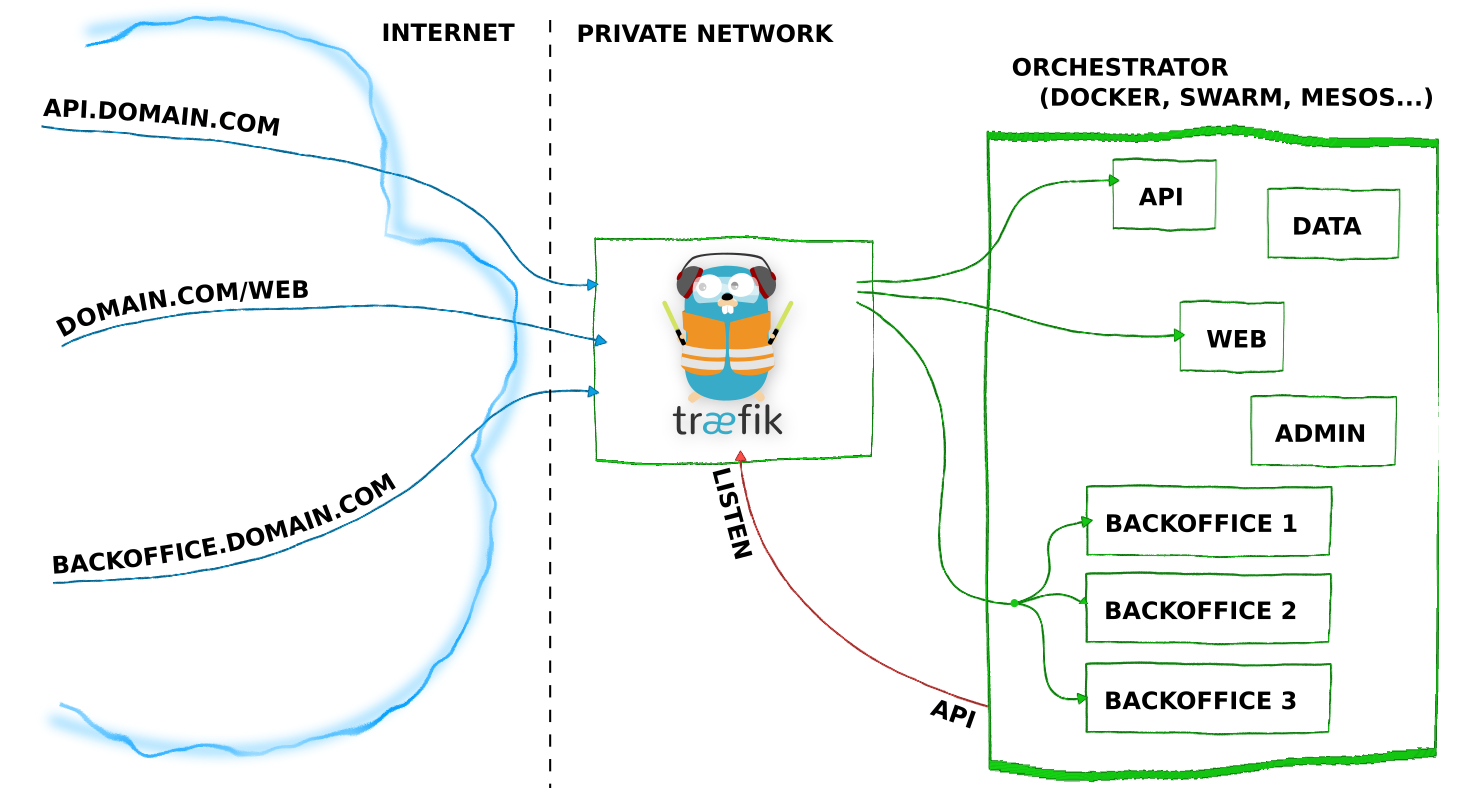 INTERNET
PRIVATE NETWORK
ORCHESTRATOR
(DOCKER, SWARM, MESOS...)
API.DOMAIN.COM
DOMAIN.COM/WEB
BACKOFFICE.DOMAIN.COM
træfik
LISTEN
API
API
DATA
WEB
ADMIN
BACKOFFICE 1
BACKOFFICE 2
BACKOFFICE 3